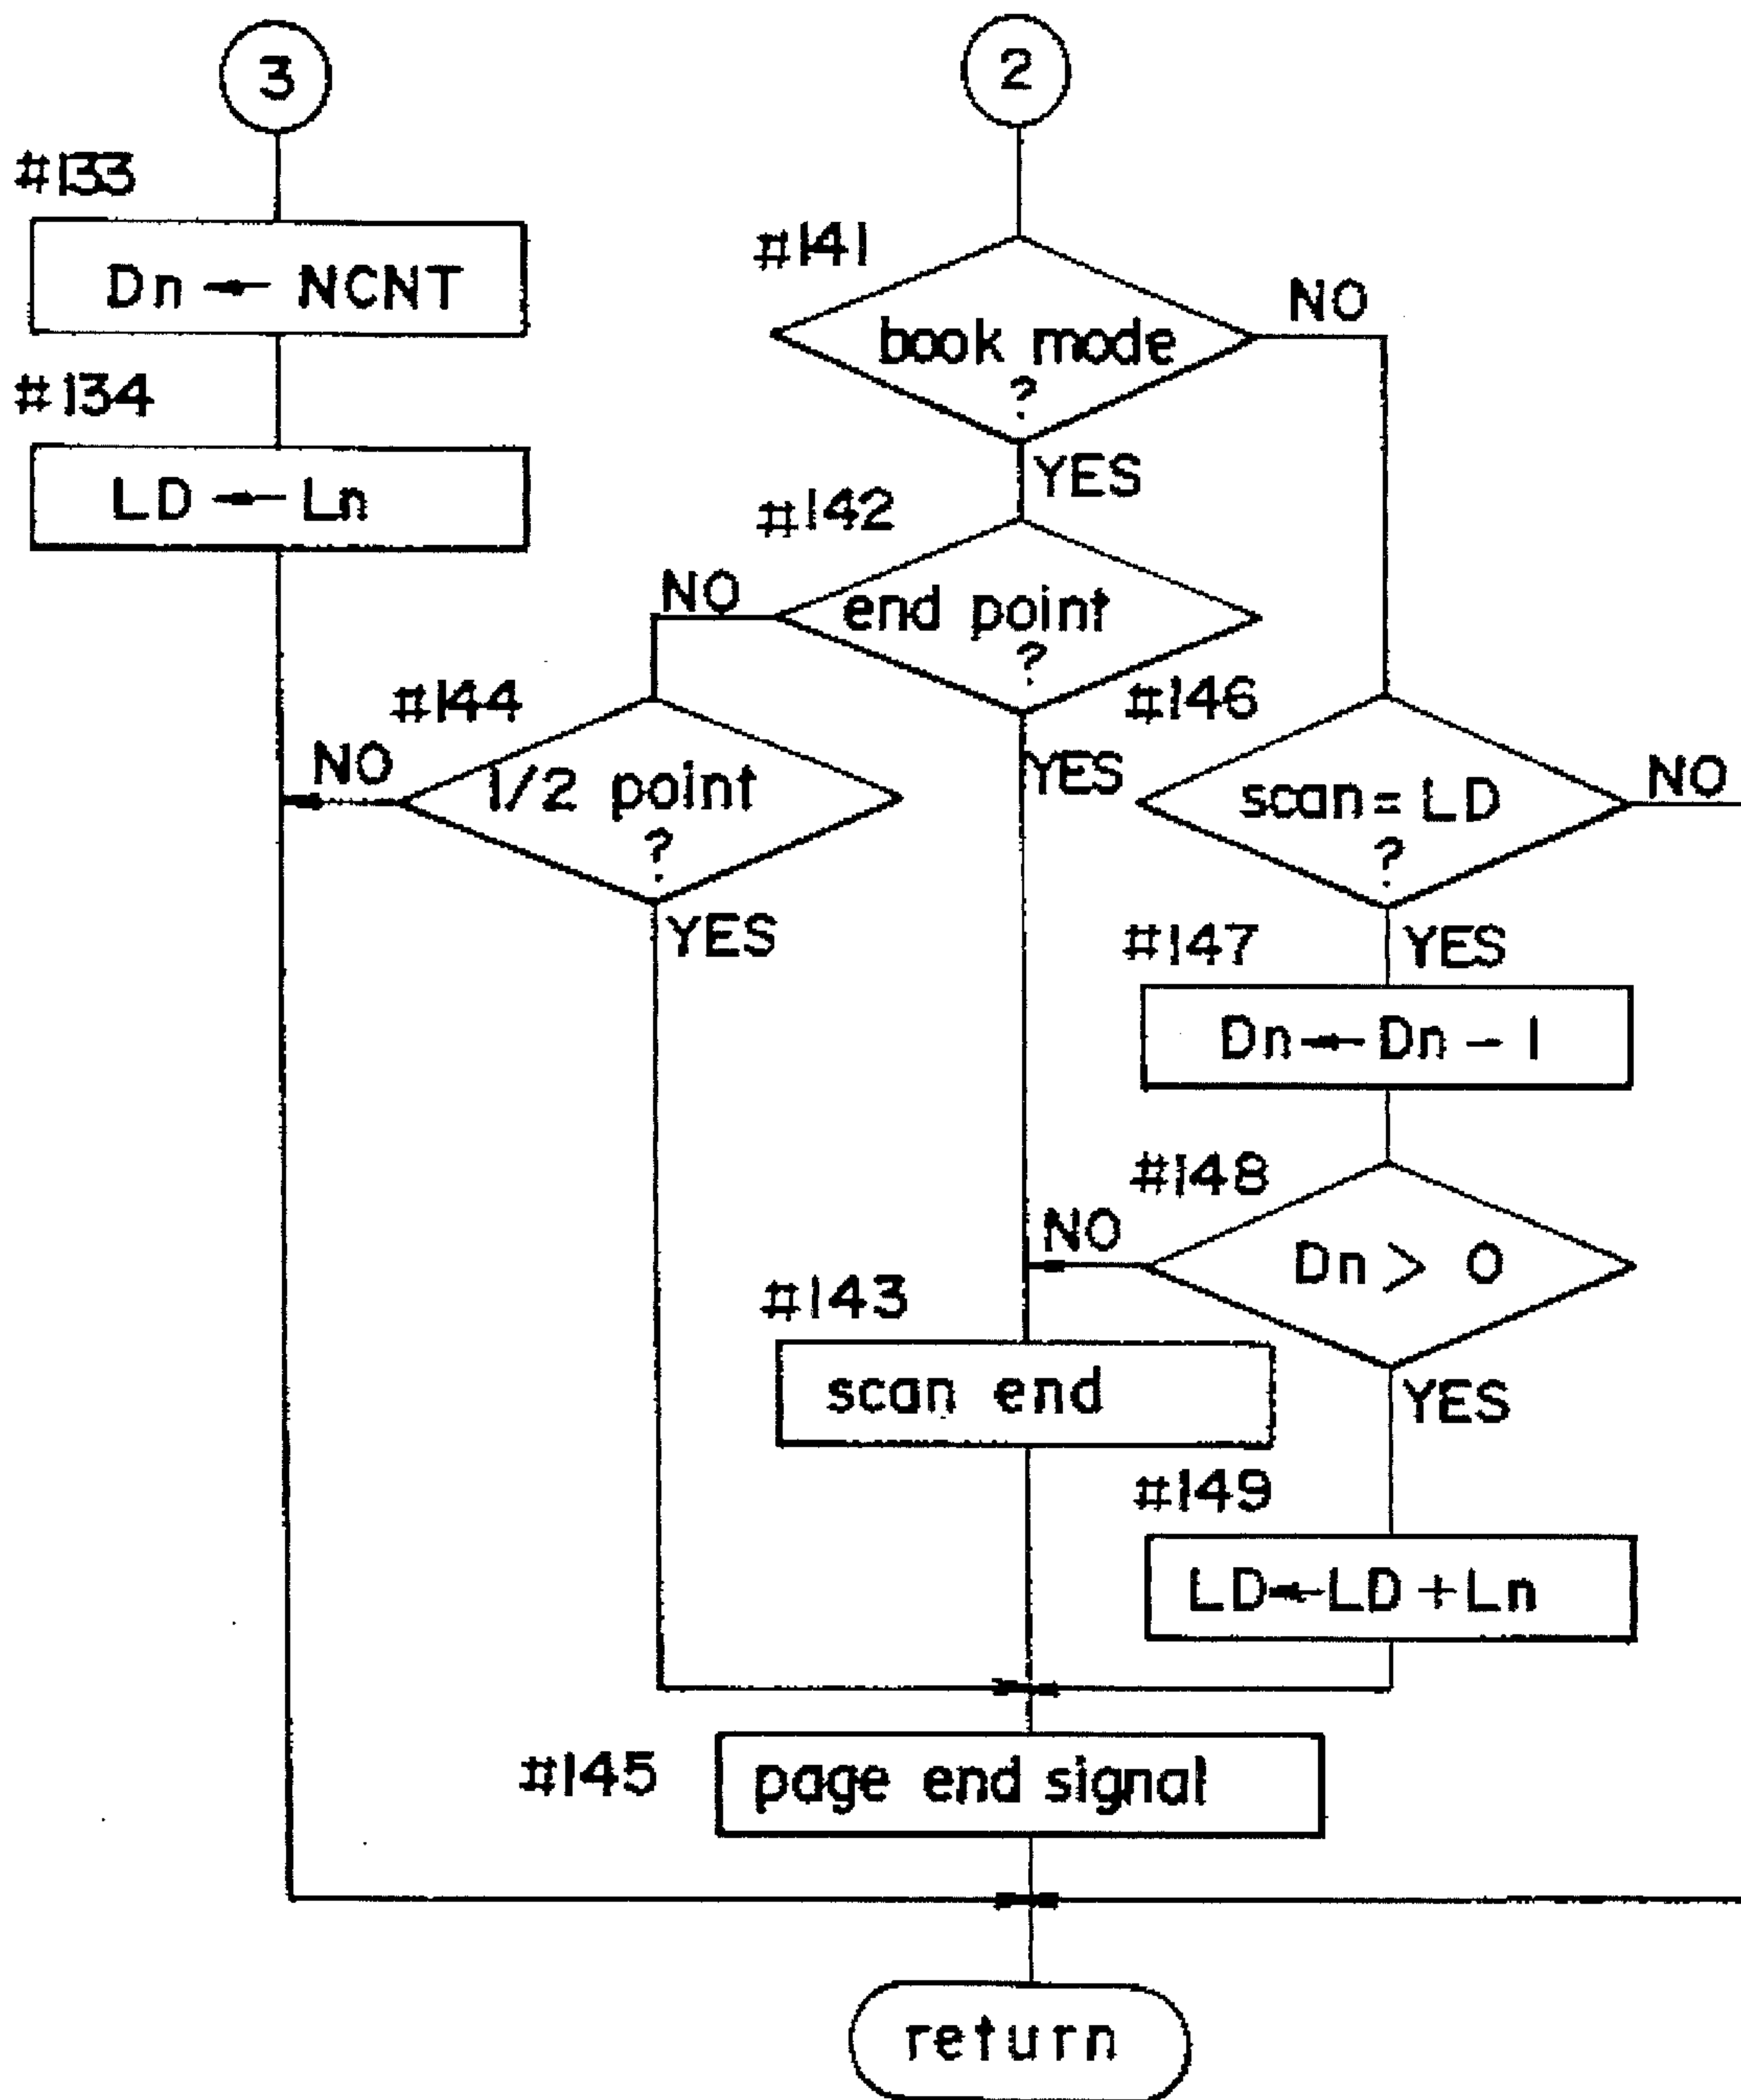 3
#133
Dn ← NCNT
#134
LD ← Ln
2
#141
book mode
?
NO
YES
#142
end point
?
NO
YES
#144
1/2 point
?
NO
YES
#146
scan = LD
?
NO
YES
#147
Dn ← Dn - 1
#148
Dn > 0
NO
YES
#143
scan end
#149
LD ← LD + Ln
#145
page end signal
return